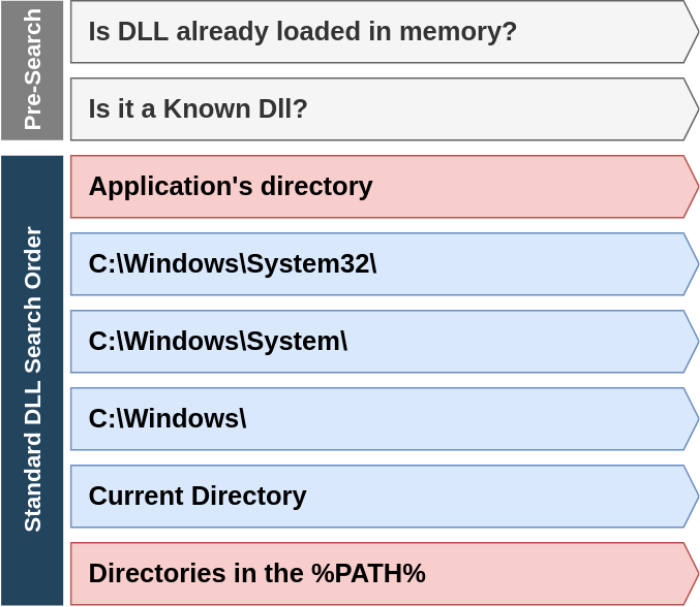 Pre-Search
Is DLL already loaded in memory?
Is it a Known Dll?
Standard DLL Search Order
Application's directory
C:\Windows\System32\
C:\Windows\System\
C:\Windows\
Current Directory
Directories in the %PATH%